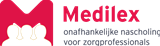 Medilex
onafhankelijke nascholing
voor zorgprofessionals